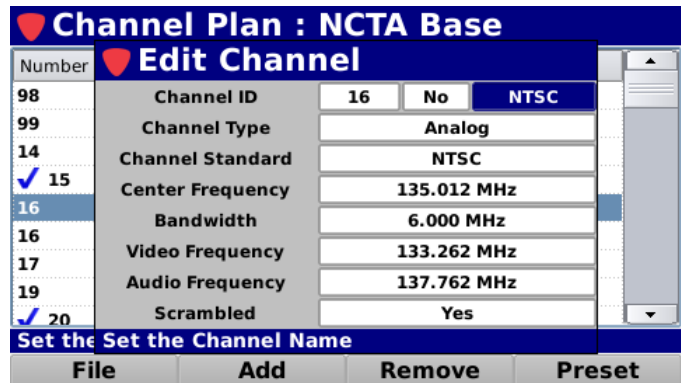 Channel Plan : NCTA Base
Number
Edit Channel
98
99
14
15
16
16
17
19
20
Channel ID 16 No NTSC
Channel Type Analog
Channel Standard NTSC
Center Frequency 135.012 MHz
Bandwidth 6.000 MHz
Video Frequency 133.262 MHz
Audio Frequency 137.762 MHz
Scrambled Yes
Set the Set the Channel Name
File Add Remove Preset